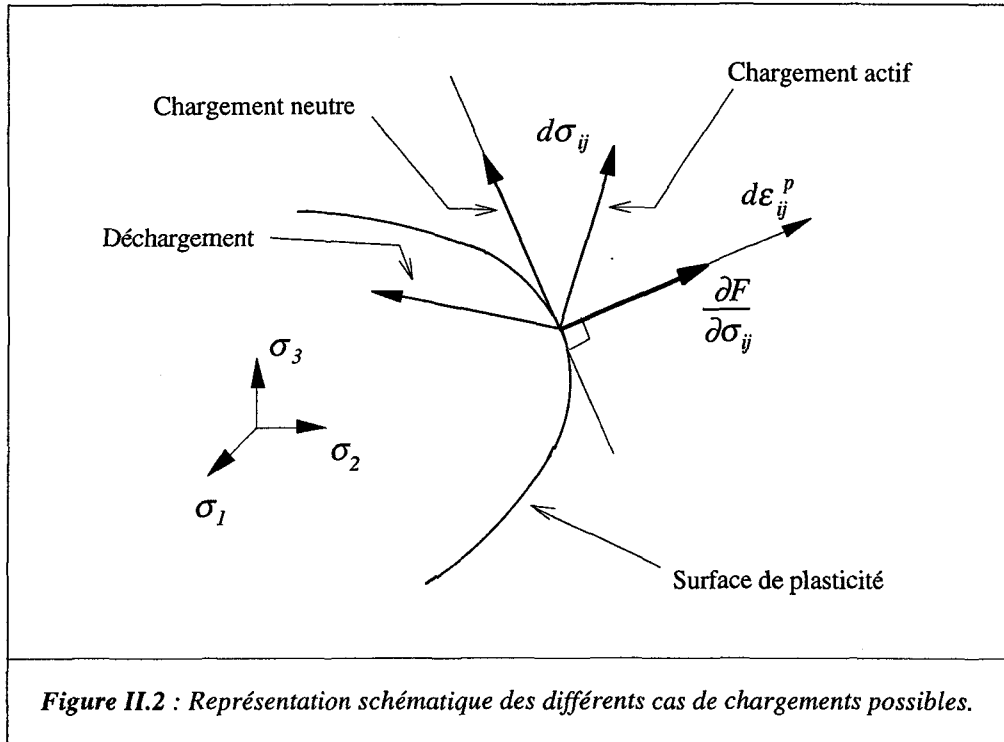 Chargement actif
Chargement neutre
dσ_ij
dε_ij^p
Déchargement
∂F
∂σ_ij
σ_3
σ_2
σ_1
Surface de plasticité
Figure II.2 : Représentation schématique des différents cas de chargements possibles.